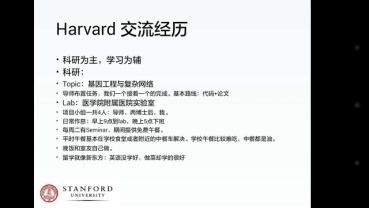 Harvard 交流经历
• 科研为主，学习为辅
• 科研：
• Topic：基因工程与复杂网络
• 导师布置任务，我们一个接着一个的完成。基本路线：代码+论文
• Lab：医学院附属医院实验室
• 项目小组一共4人：导师，两博士后，我。
• 日常作息：早上9点到lab，晚上5点下班
• 每周二有Seminar，期间提供免费午餐。
• 平时午餐基本在学校食堂或者附近的中餐车解决。学校午餐比较难吃，中餐都是油。
• 晚饭和室友自己做。
• 留学就像新东方：英语没学好，做菜却学的很好
STANFORD
UNIVERSITY